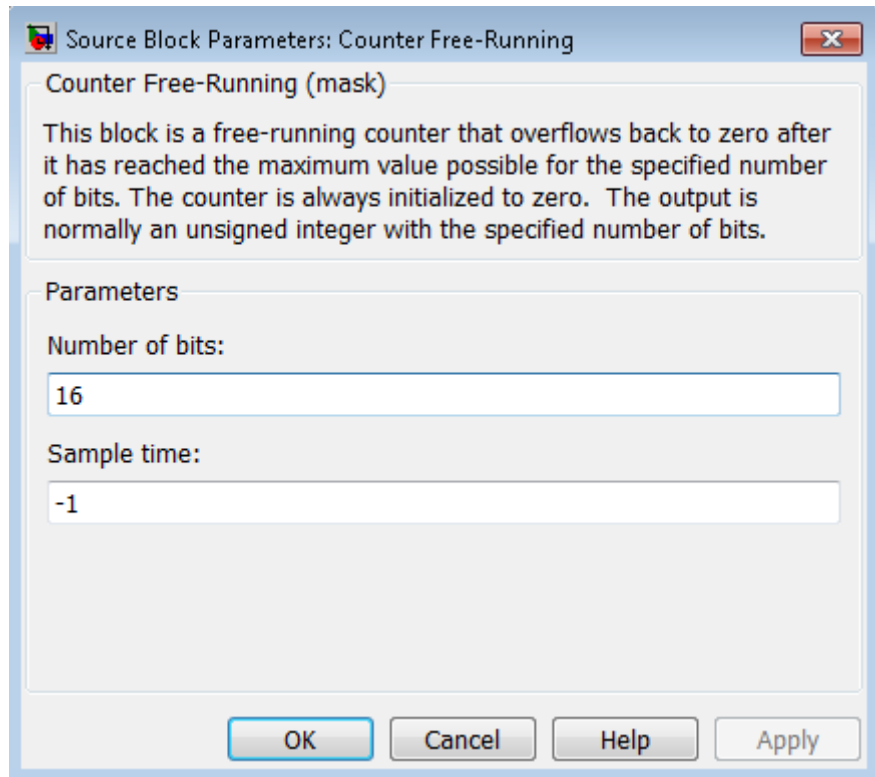 Source Block Parameters: Counter Free-Running
Counter Free-Running (mask)
This block is a free-running counter that overflows back to zero after
it has reached the maximum value possible for the specified number
of bits. The counter is always initialized to zero.  The output is
normally an unsigned integer with the specified number of bits.
Parameters
Number of bits:
16
Sample time:
-1
OK Cancel Help Apply